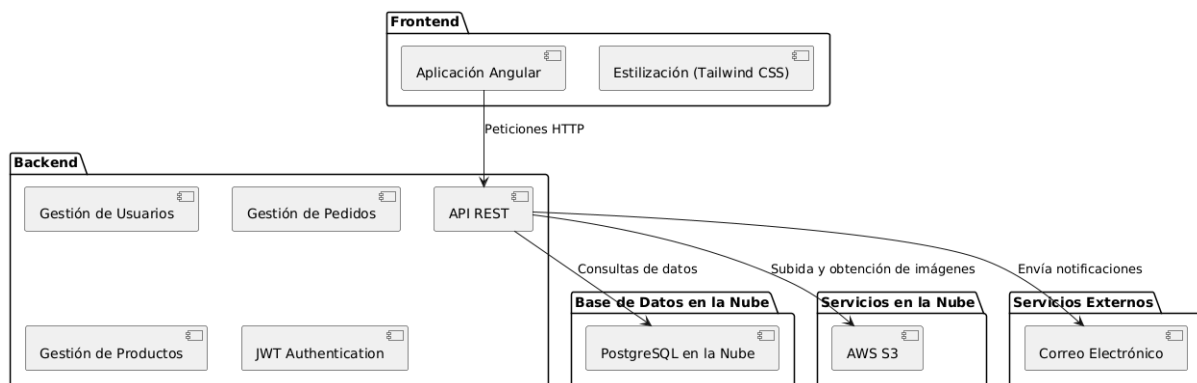 Frontend
Aplicación Angular
Estilización (Tailwind CSS)
Peticiones HTTP
Backend
Gestión de Usuarios
Gestión de Pedidos
API REST
Consultas de datos
Subida y obtención de imágenes
Envía notificaciones
Base de Datos en la Nube
Servicios en la Nube
Servicios Externos
Gestión de Productos
JWT Authentication
PostgreSQL en la Nube
AWS S3
Correo Electrónico